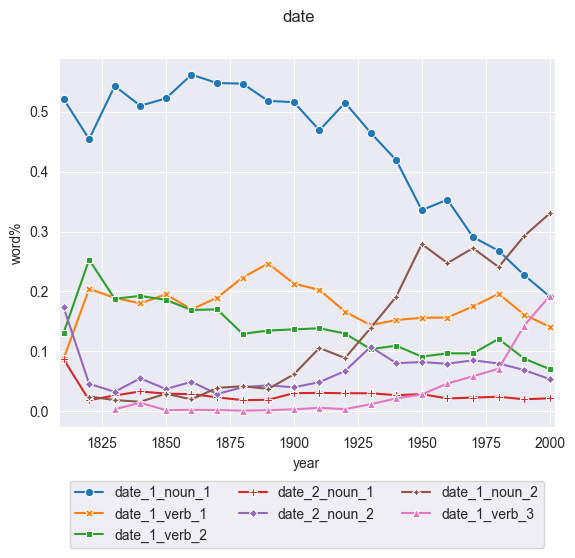 date
word%
0.5
0.4
0.3
0.2
0.1
0.0
1825 1850 1875 1900 1925 1950 1975 2000
year
date_1_noun_1 date_2_noun_1 date_1_noun_2
date_1_verb_1 date_2_noun_2 date_1_verb_3
date_1_verb_2